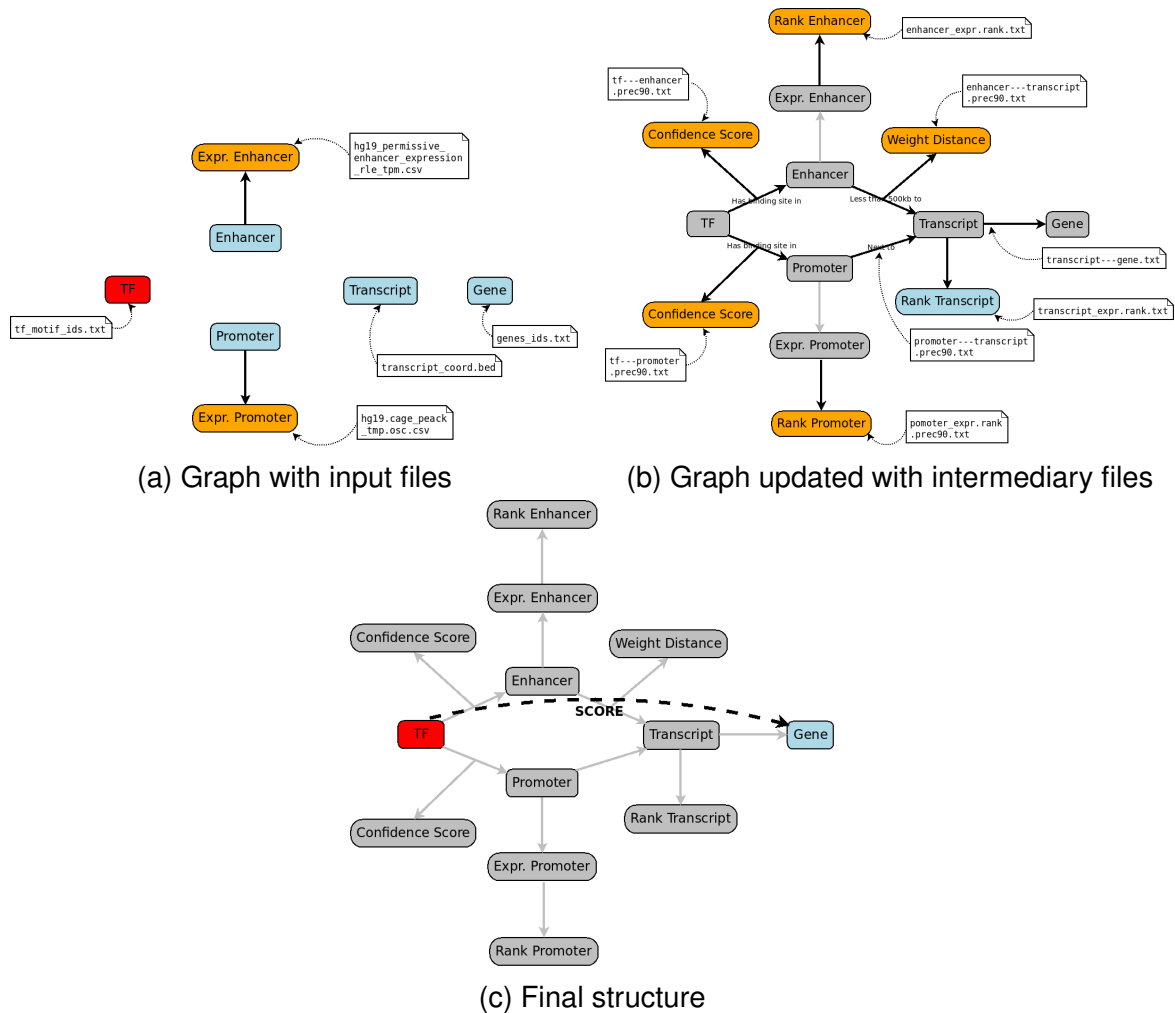 hg19_permissive_
enhancer_expression
_rle_tpm.csv
Expr. Enhancer
Enhancer
TF
Transcript
Gene
tf_motif_ids.txt
Promoter
genes_ids.txt
transcript_coord.bed
Expr. Promoter
hg19.cage_peack
_tmp.osc.csv
(a) Graph with input files
Rank Enhancer
enhancer_expr.rank.txt
tf---enhancer
.prec90.txt
Expr. Enhancer
enhancer---transcript
.prec90.txt
Confidence Score
Weight Distance
Enhancer
Has binding site in
Less than 500kb to
TF
Transcript
Gene
Has binding site in
Next to
transcript---gene.txt
Promoter
Rank Transcript
transcript_expr.rank.txt
Confidence Score
Expr. Promoter
promoter---transcript
.prec90.txt
tf---promoter
.prec90.txt
Rank Promoter
pomoter_expr.rank
.prec90.txt
(b) Graph updated with intermediary files
Rank Enhancer
Expr. Enhancer
Confidence Score
Weight Distance
Enhancer
SCORE
TF
Transcript
Gene
Promoter
Rank Transcript
Confidence Score
Expr. Promoter
Rank Promoter
(c) Final structure